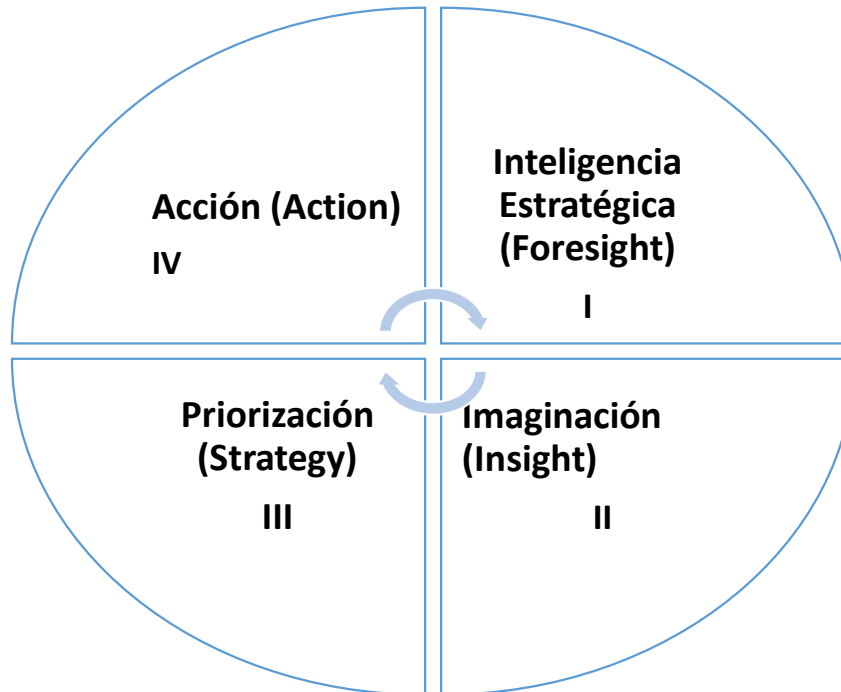 Acción (Action)
IV
Inteligencia
Estratégica
(Foresight)
I
Priorización
(Strategy)
III
Imaginación
(Insight)
II